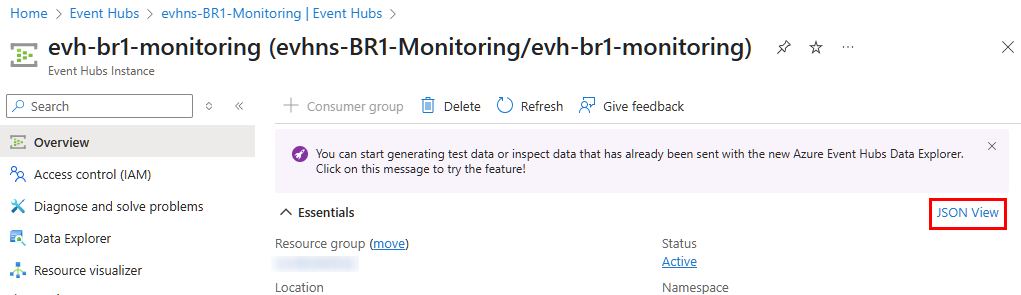 Home > Event Hubs > evhns-BR1-Monitoring | Event Hubs >
evh-br1-monitoring (evhns-BR1-Monitoring/evh-br1-monitoring)
Event Hubs Instance
Search
Consumer group Delete Refresh Give feedback
Overview
Access control (IAM)
Diagnose and solve problems
Data Explorer
Resource visualizer
You can start generating test data or inspect data that has already been sent with the new Azure Event Hubs Data Explorer.
Click on this message to try the feature!
Essentials
JSON View
Resource group (move)
Status
Active
Location
Namespace